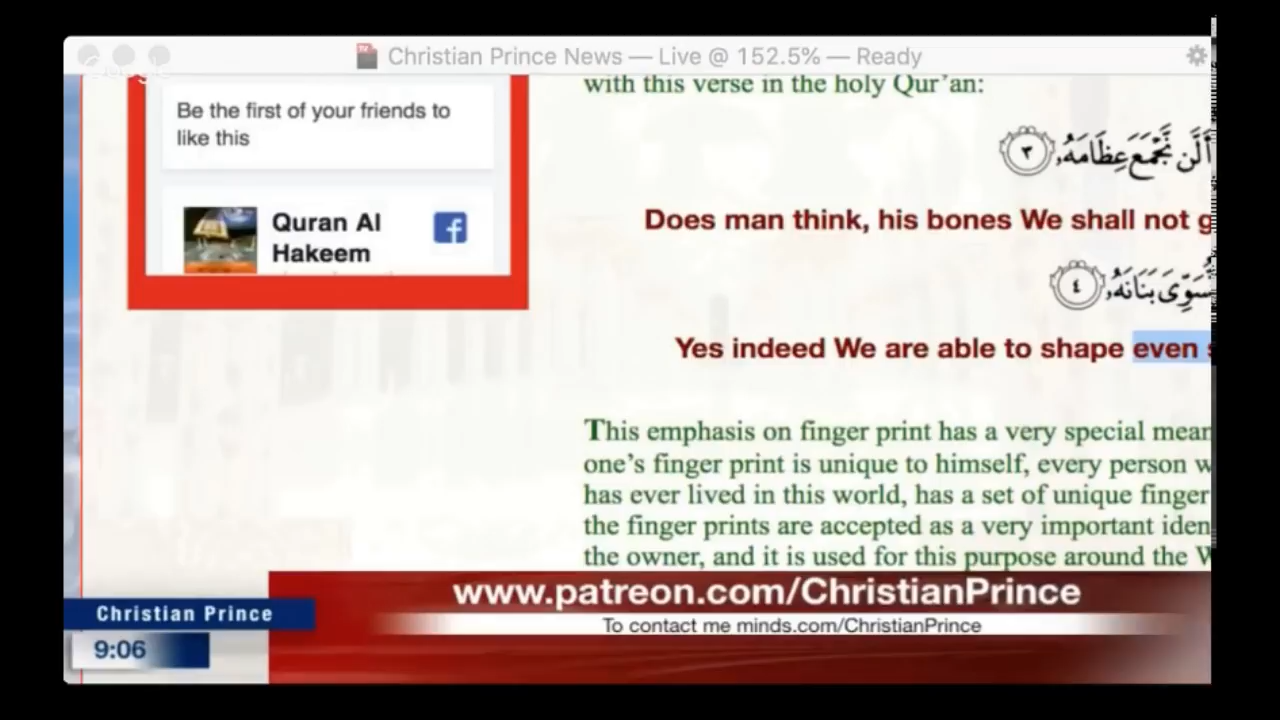 Christian Prince News — Live @ 152.5% — Ready
Google
with this verse in the holy Qur’an:
Be the first of your friends to
like this
أَلَّن نَّجْمَعَ عِظَامَهُۥ ٣
Quran Al
Hakeem
Does man think, his bones We shall not g
نُّسَوِّىَ بَنَانَهُۥ ٤
Yes indeed We are able to shape even s
This emphasis on finger print has a very special mean
one’s finger print is unique to himself, every person w
has ever lived in this world, has a set of unique finger
the finger prints are accepted as a very important iden
the owner, and it is used for this purpose around the W
www.patreon.com/ChristianPrince
Christian Prince
To contact me minds.com/ChristianPrince
9:06